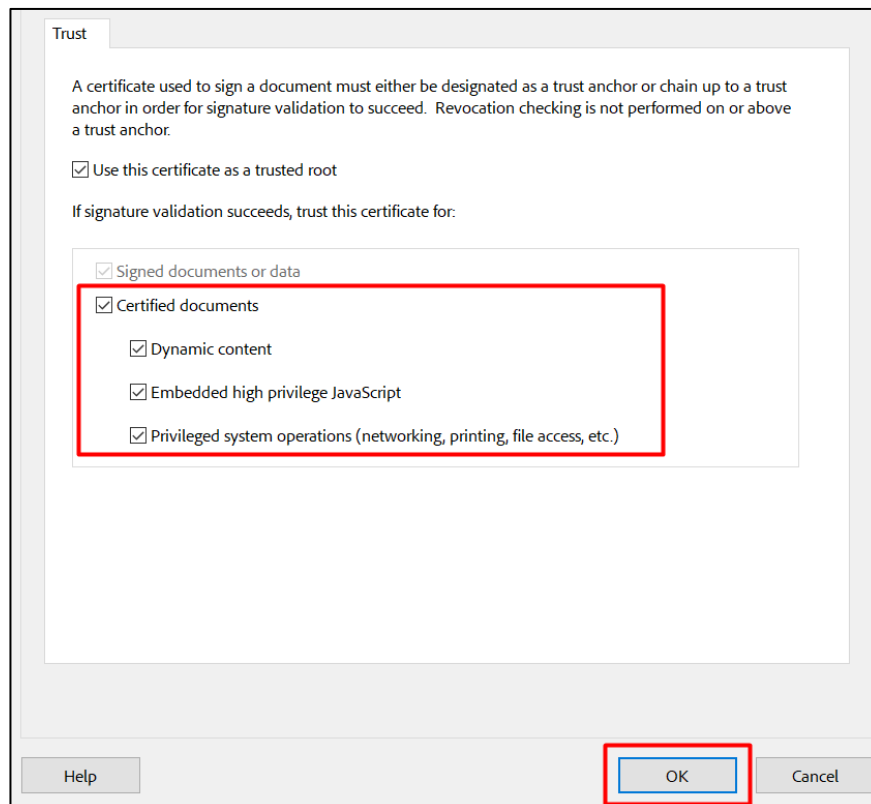 Trust
A certificate used to sign a document must either be designated as a trust anchor or chain up to a trust
anchor in order for signature validation to succeed.  Revocation checking is not performed on or above
a trust anchor.
Use this certificate as a trusted root
If signature validation succeeds, trust this certificate for:
Signed documents or data
Certified documents
Dynamic content
Embedded high privilege JavaScript
Privileged system operations (networking, printing, file access, etc.)
Help
OK
Cancel